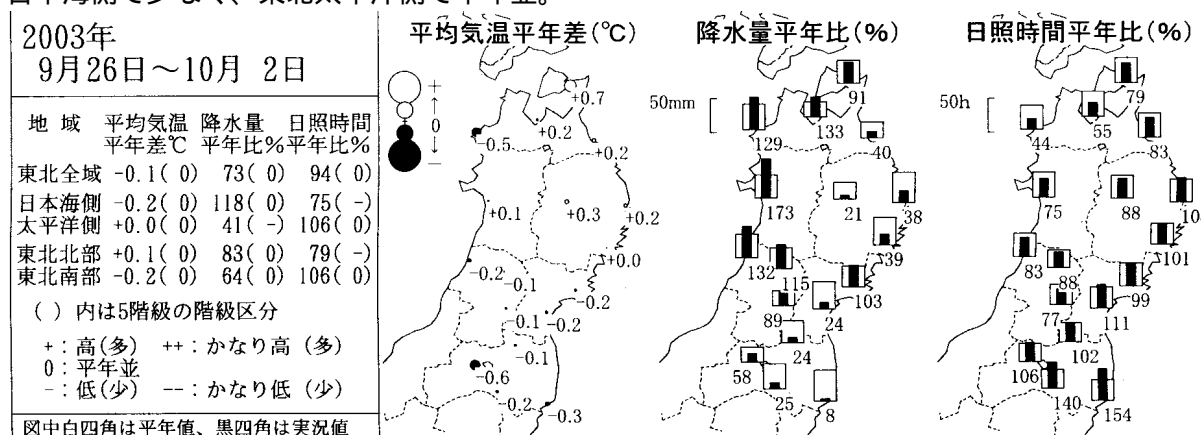 日本海側で少なく、東北太平洋側で平年並。
2003年
9月26日～10月 2日
地 域 平均気温 降水量 日照時間
平年差℃ 平年比% 平年比%
東北全域 -0.1( 0) 73( 0) 94( 0)
日本海側 -0.2( 0) 118( 0) 75( -)
太平洋側 +0.0( 0) 41( -) 106( 0)
東北北部 +0.1( 0) 83( 0) 79( -)
東北南部 -0.2( 0) 64( 0) 106( 0)
( ) 内は5階級の階級区分
+：高(多) ++：かなり高 (多)
0：平年並
-：低(少) --：かなり低 (少)
図中白四角は平年値、黒四角は実況値
平均気温平年差(℃)
+
↑
0
↓
-
+0.7
+0.2
-0.5
+0.2
+0.1
+0.3
+0.2
+0.0
-0.2
-0.1
-0.2
-0.1
-0.2
-0.1
-0.6
-0.2
-0.3
降水量平年比(%)
50mm
91
133
129
40
173
21
38
39
132
115
103
89
24
24
58
25
8
日照時間平年比(%)
50h
79
55
44
83
75
88
10
101
83
88
99
77
111
102
106
140
154